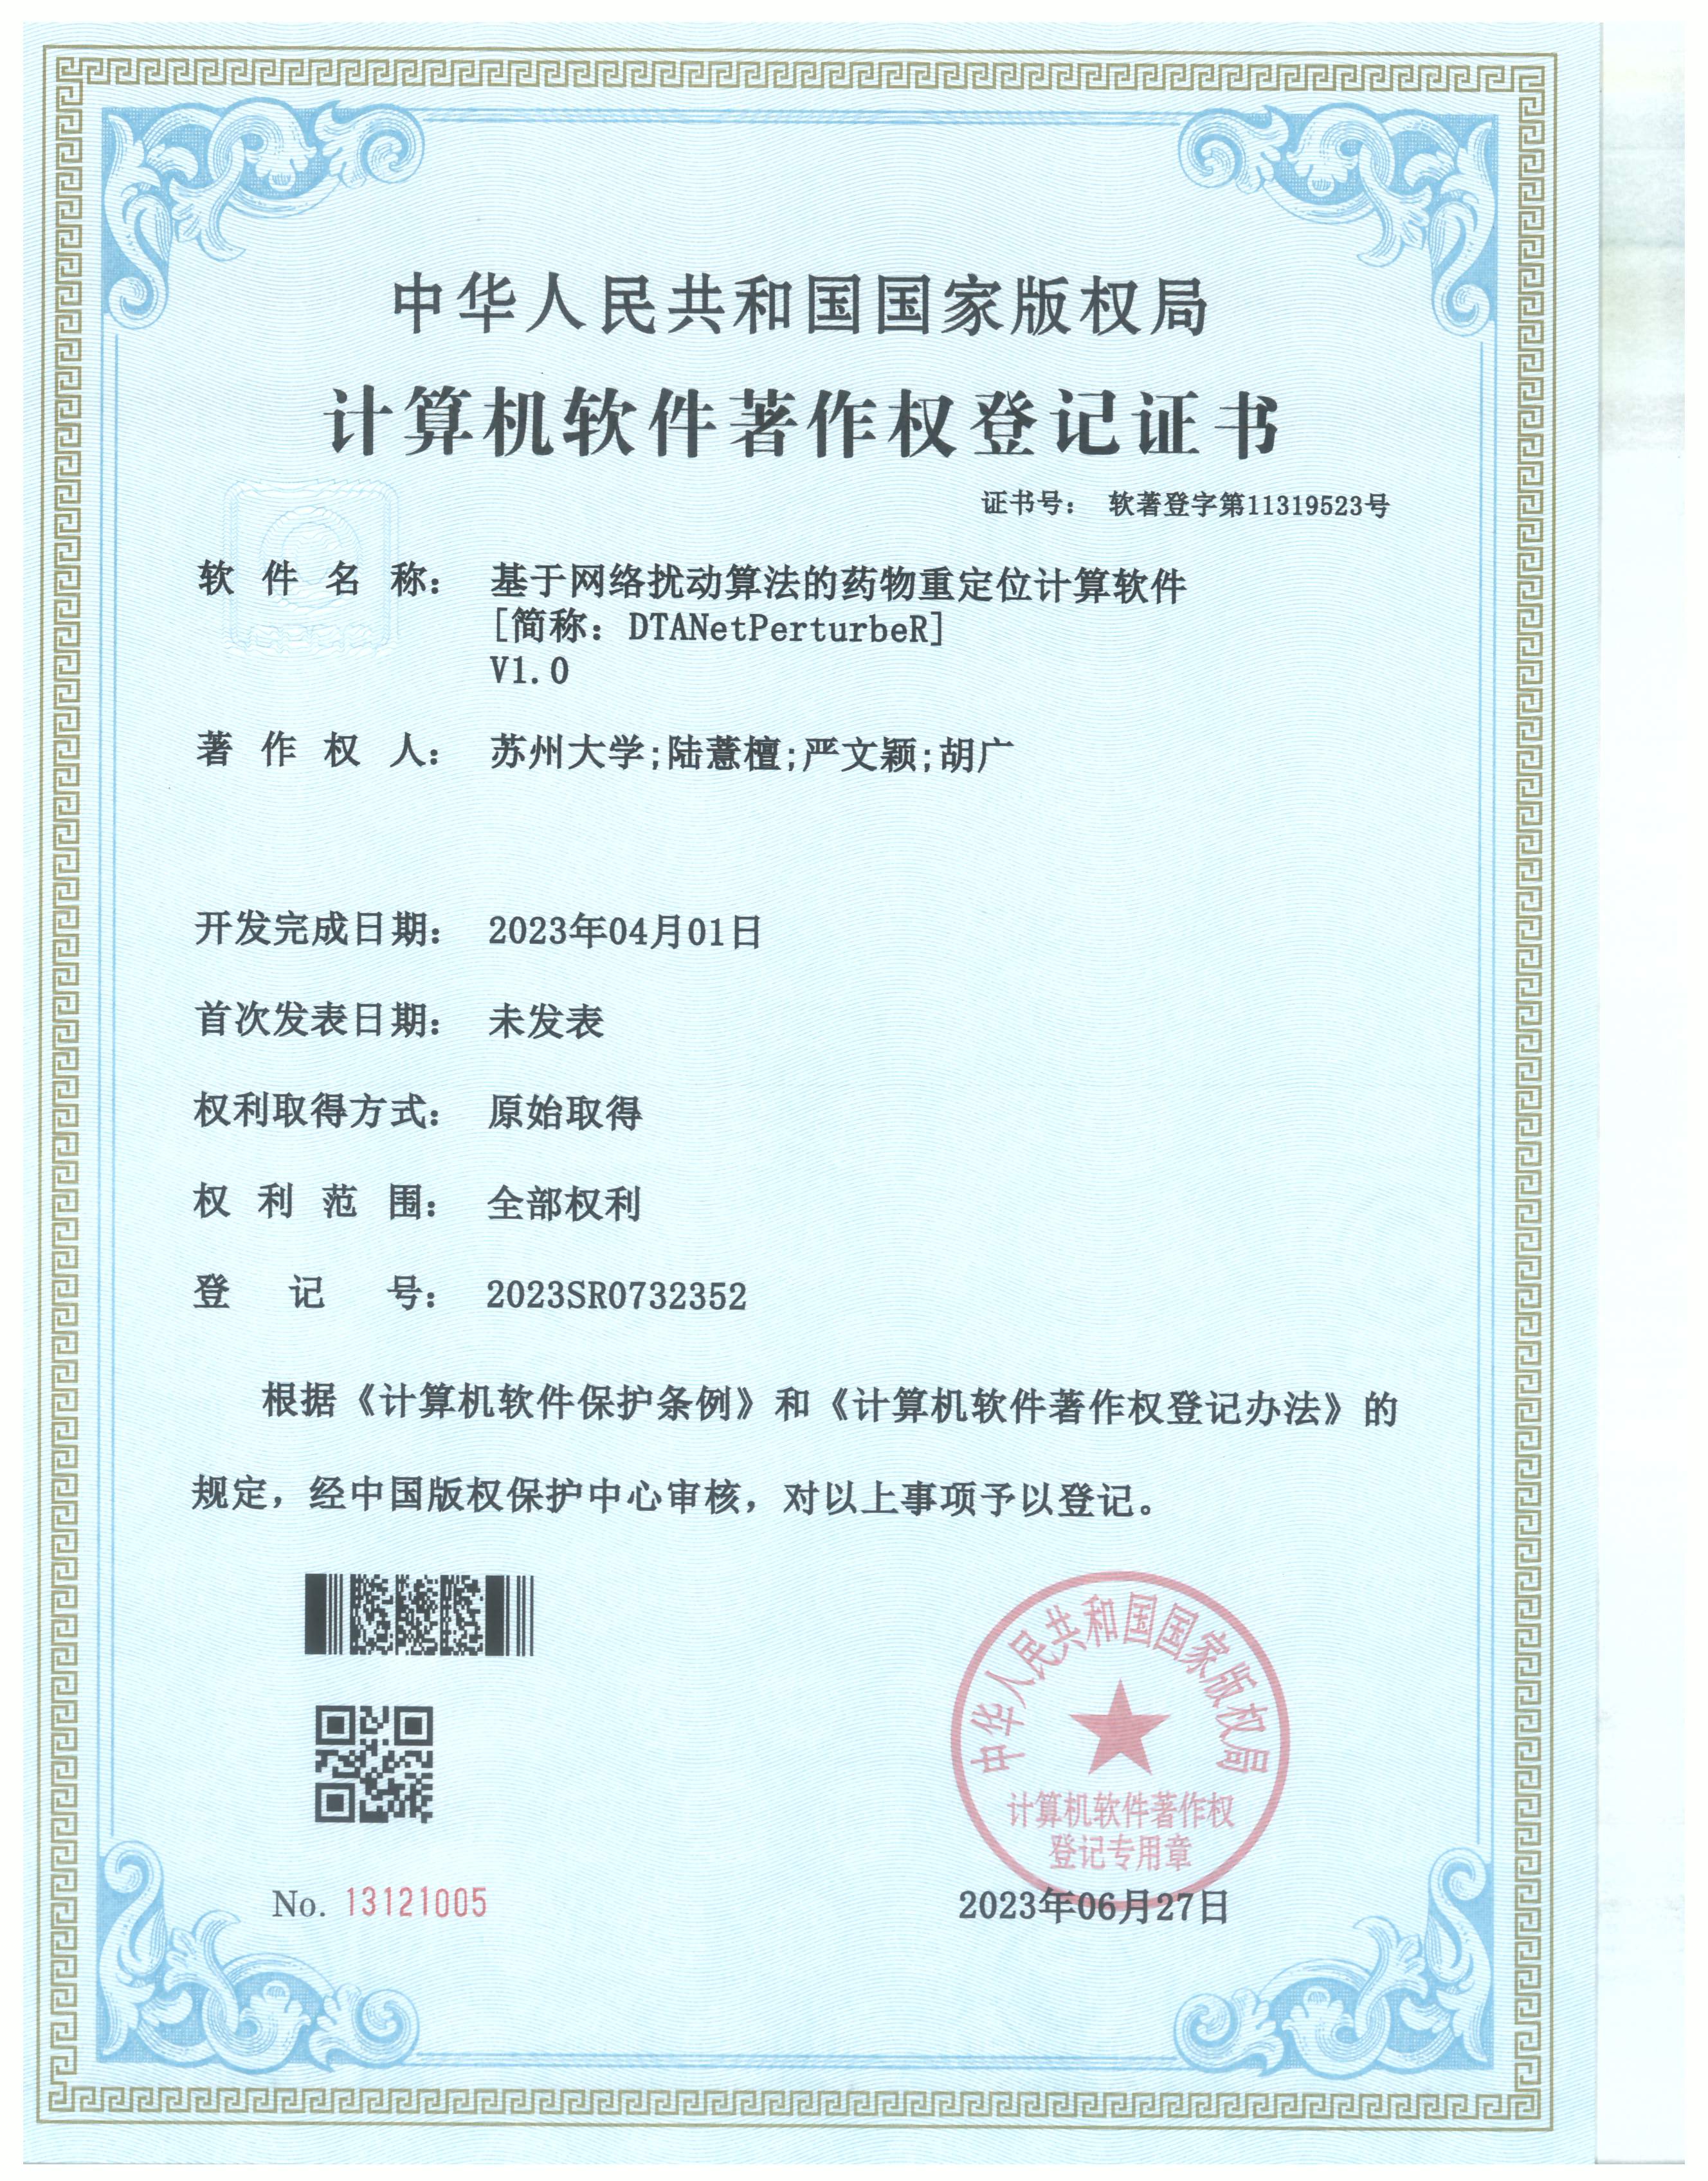 中华人民共和国国家版权局
计算机软件著作权登记证书
证书号： 软著登字第11319523号
软件名称： 基于网络扰动算法的药物重定位计算软件
[简称：DTANetPerturbeR]
V1.0
著作权人： 苏州大学;陆薏檀;严文颖;胡广
开发完成日期： 2023年04月01日
首次发表日期： 未发表
权利取得方式： 原始取得
权利范围： 全部权利
登记号： 2023SR0732352
根据《计算机软件保护条例》和《计算机软件著作权登记办法》的
规定，经中国版权保护中心审核，对以上事项予以登记。
中华人民共和国国家版权局
计算机软件著作权
登记专用章
No. 13121005
2023年06月27日